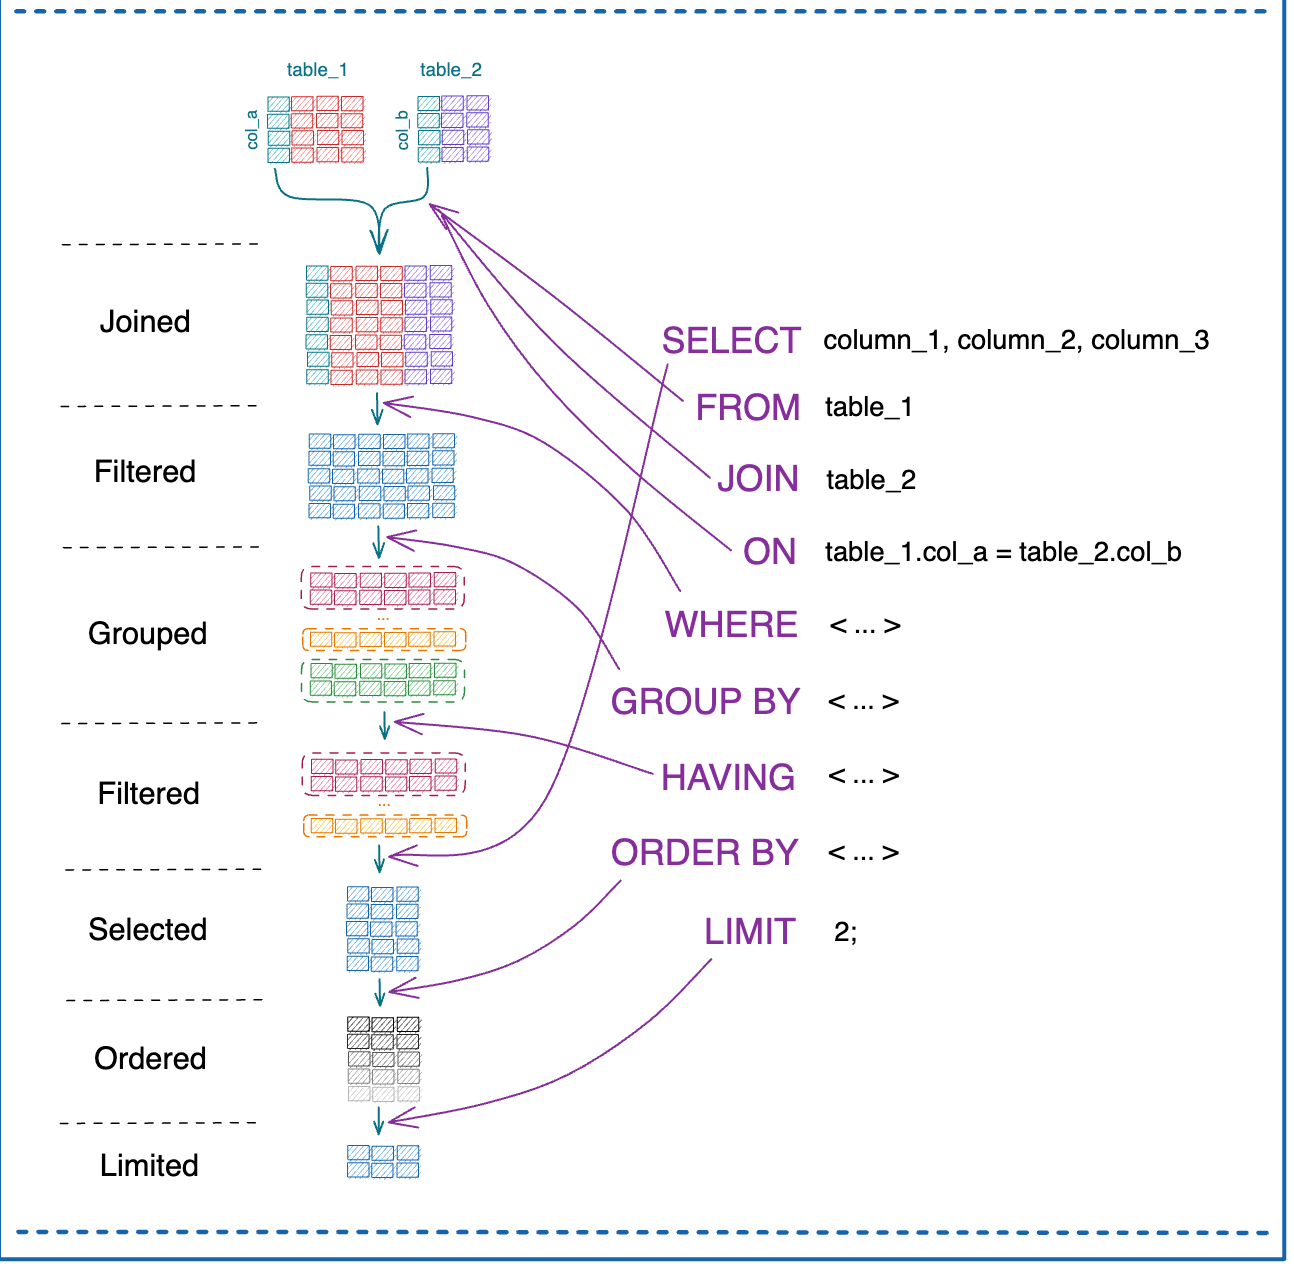 table_1
table_2
col_a
col_b
Joined
Filtered
Grouped
...
Filtered
...
Selected
Ordered
Limited
SELECT column_1, column_2, column_3
FROM table_1
JOIN table_2
ON table_1.col_a = table_2.col_b
WHERE < ... >
GROUP BY < ... >
HAVING < ... >
ORDER BY < ... >
LIMIT 2;